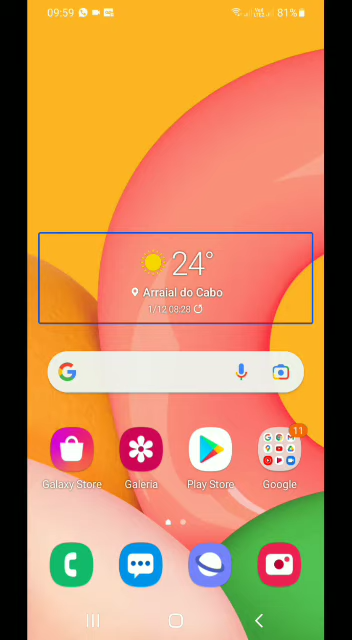 09:59
81%
24°
Arraial do Cabo
1/12 08:28
G
11
Galaxy Store
Galeria
Play Store
Google